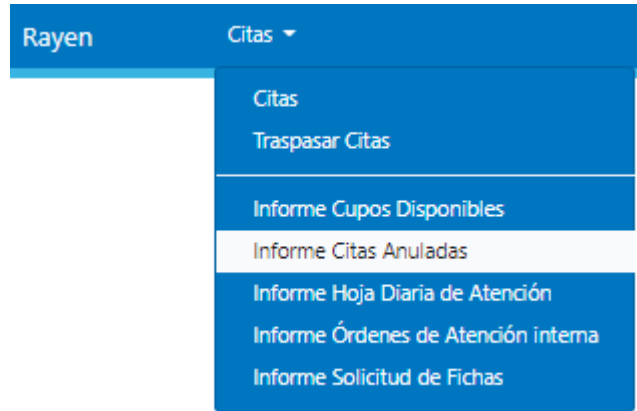 Rayen
Citas
Citas
Traspasar Citas
Informe Cupos Disponibles
Informe Citas Anuladas
Informe Hoja Diaria de Atención
Informe Órdenes de Atención interna
Informe Solicitud de Fichas